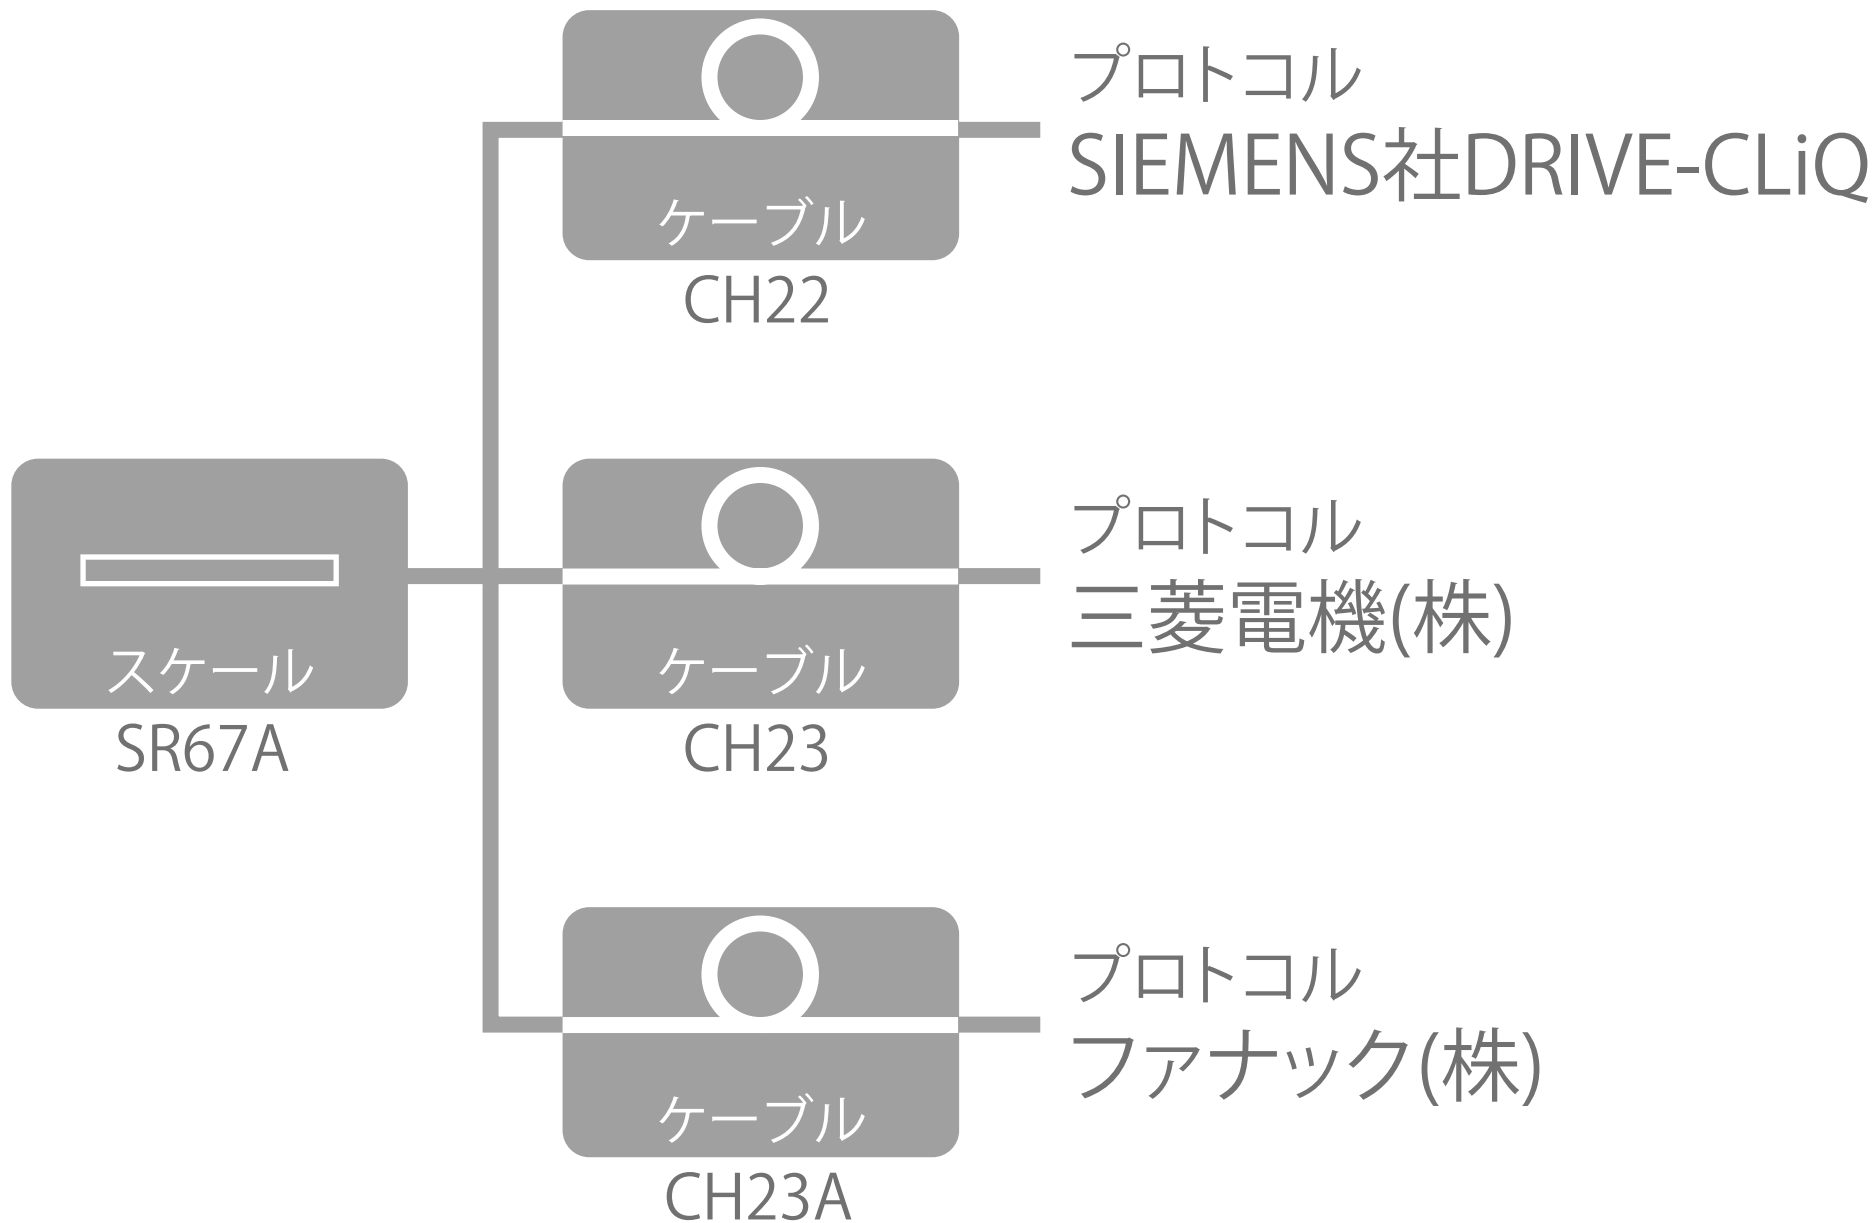 スケール
SR67A
ケーブル
CH22
プロトコル
SIEMENS社DRIVE-CLiQ
ケーブル
CH23
プロトコル
三菱電機(株)
ケーブル
CH23A
プロトコル
ファナック(株)